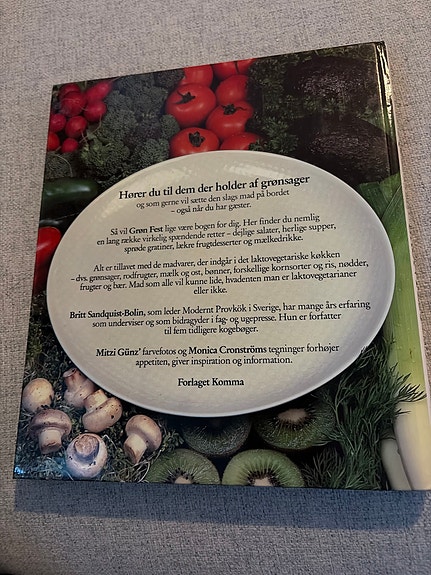 Hører du til dem der holder af grønsager
og som gerne vil sætte den slags mad på bordet
– også når du har gæster.
Så vil Grøn Fest lige være bogen for dig. Her finder du nemlig
en lang række virkelig spændende retter – dejlige salater, herlige supper,
sprøde gratiner, lækre frugtdesserter og mælkedrikke.
Alt er tillavet med de madvarer, der indgår i det laktovegetariske køkken
– dvs. grønsager, rodfrugter, mælk og ost, bønner, forskellige kornsorter og ris, nødder,
frugter og bær. Mad som alle vil kunne lide, hvadenten man er laktovegetarianer
eller ikke.
Britt Sandquist-Bolin, som leder Modernt Provkök i Sverige, har mange års erfaring
som underviser og som bidragyder i fag- og ugepresse. Hun er forfatter
til fem tidligere kogebøger.
Mitzi Günz’ farvefotos og Monica Cronströms tegninger forhøjer
appetiten, giver inspiration og information.
Forlaget Komma